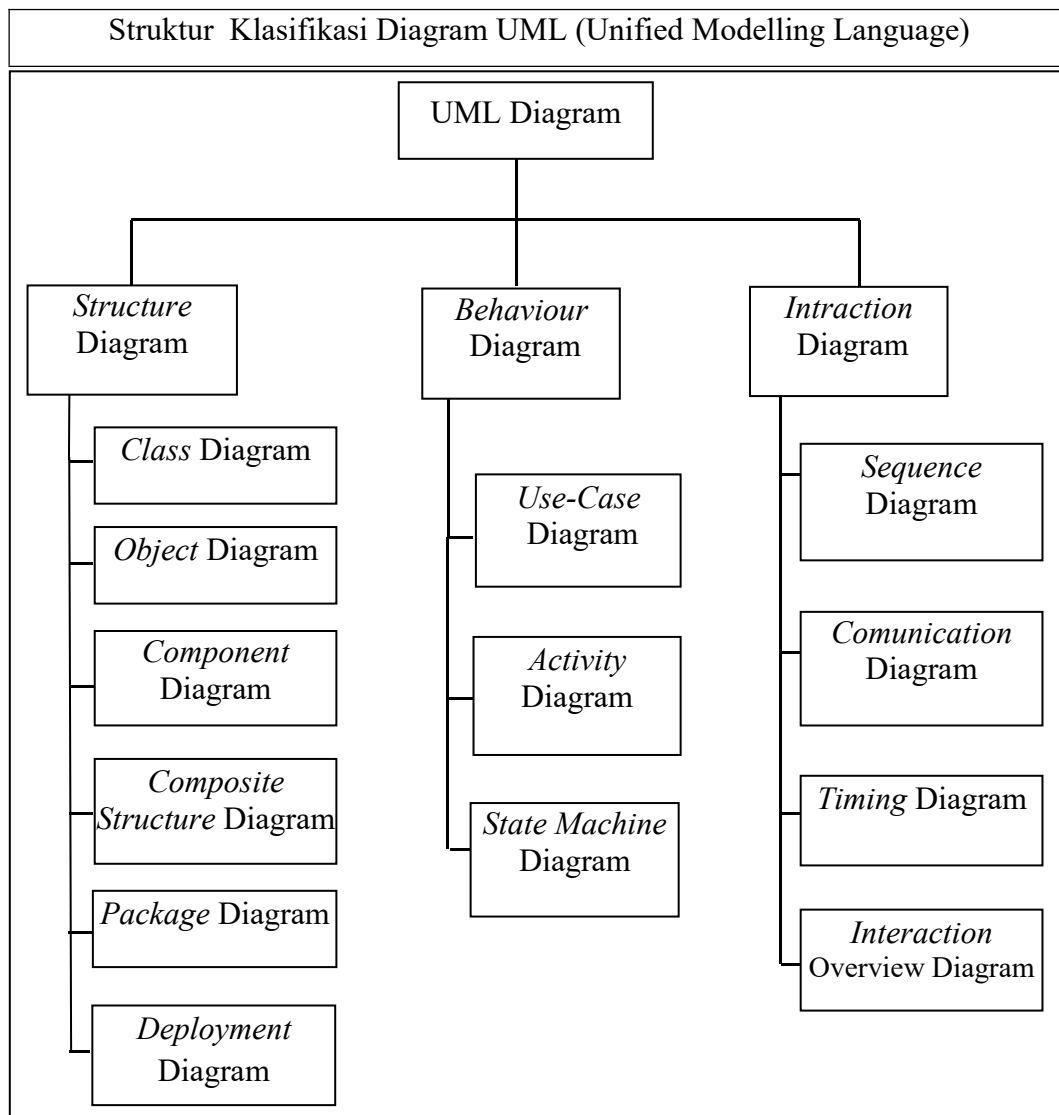 Struktur  Klasifikasi Diagram UML (Unified Modelling Language)
UML Diagram
Structure
Diagram
Class Diagram
Object Diagram
Component
Diagram
Composite
Structure Diagram
Package Diagram
Deployment
Diagram
Behaviour
Diagram
Use-Case
Diagram
Activity
Diagram
State Machine
Diagram
Intraction
Diagram
Sequence
Diagram
Comunication
Diagram
Timing Diagram
Interaction
Overview Diagram